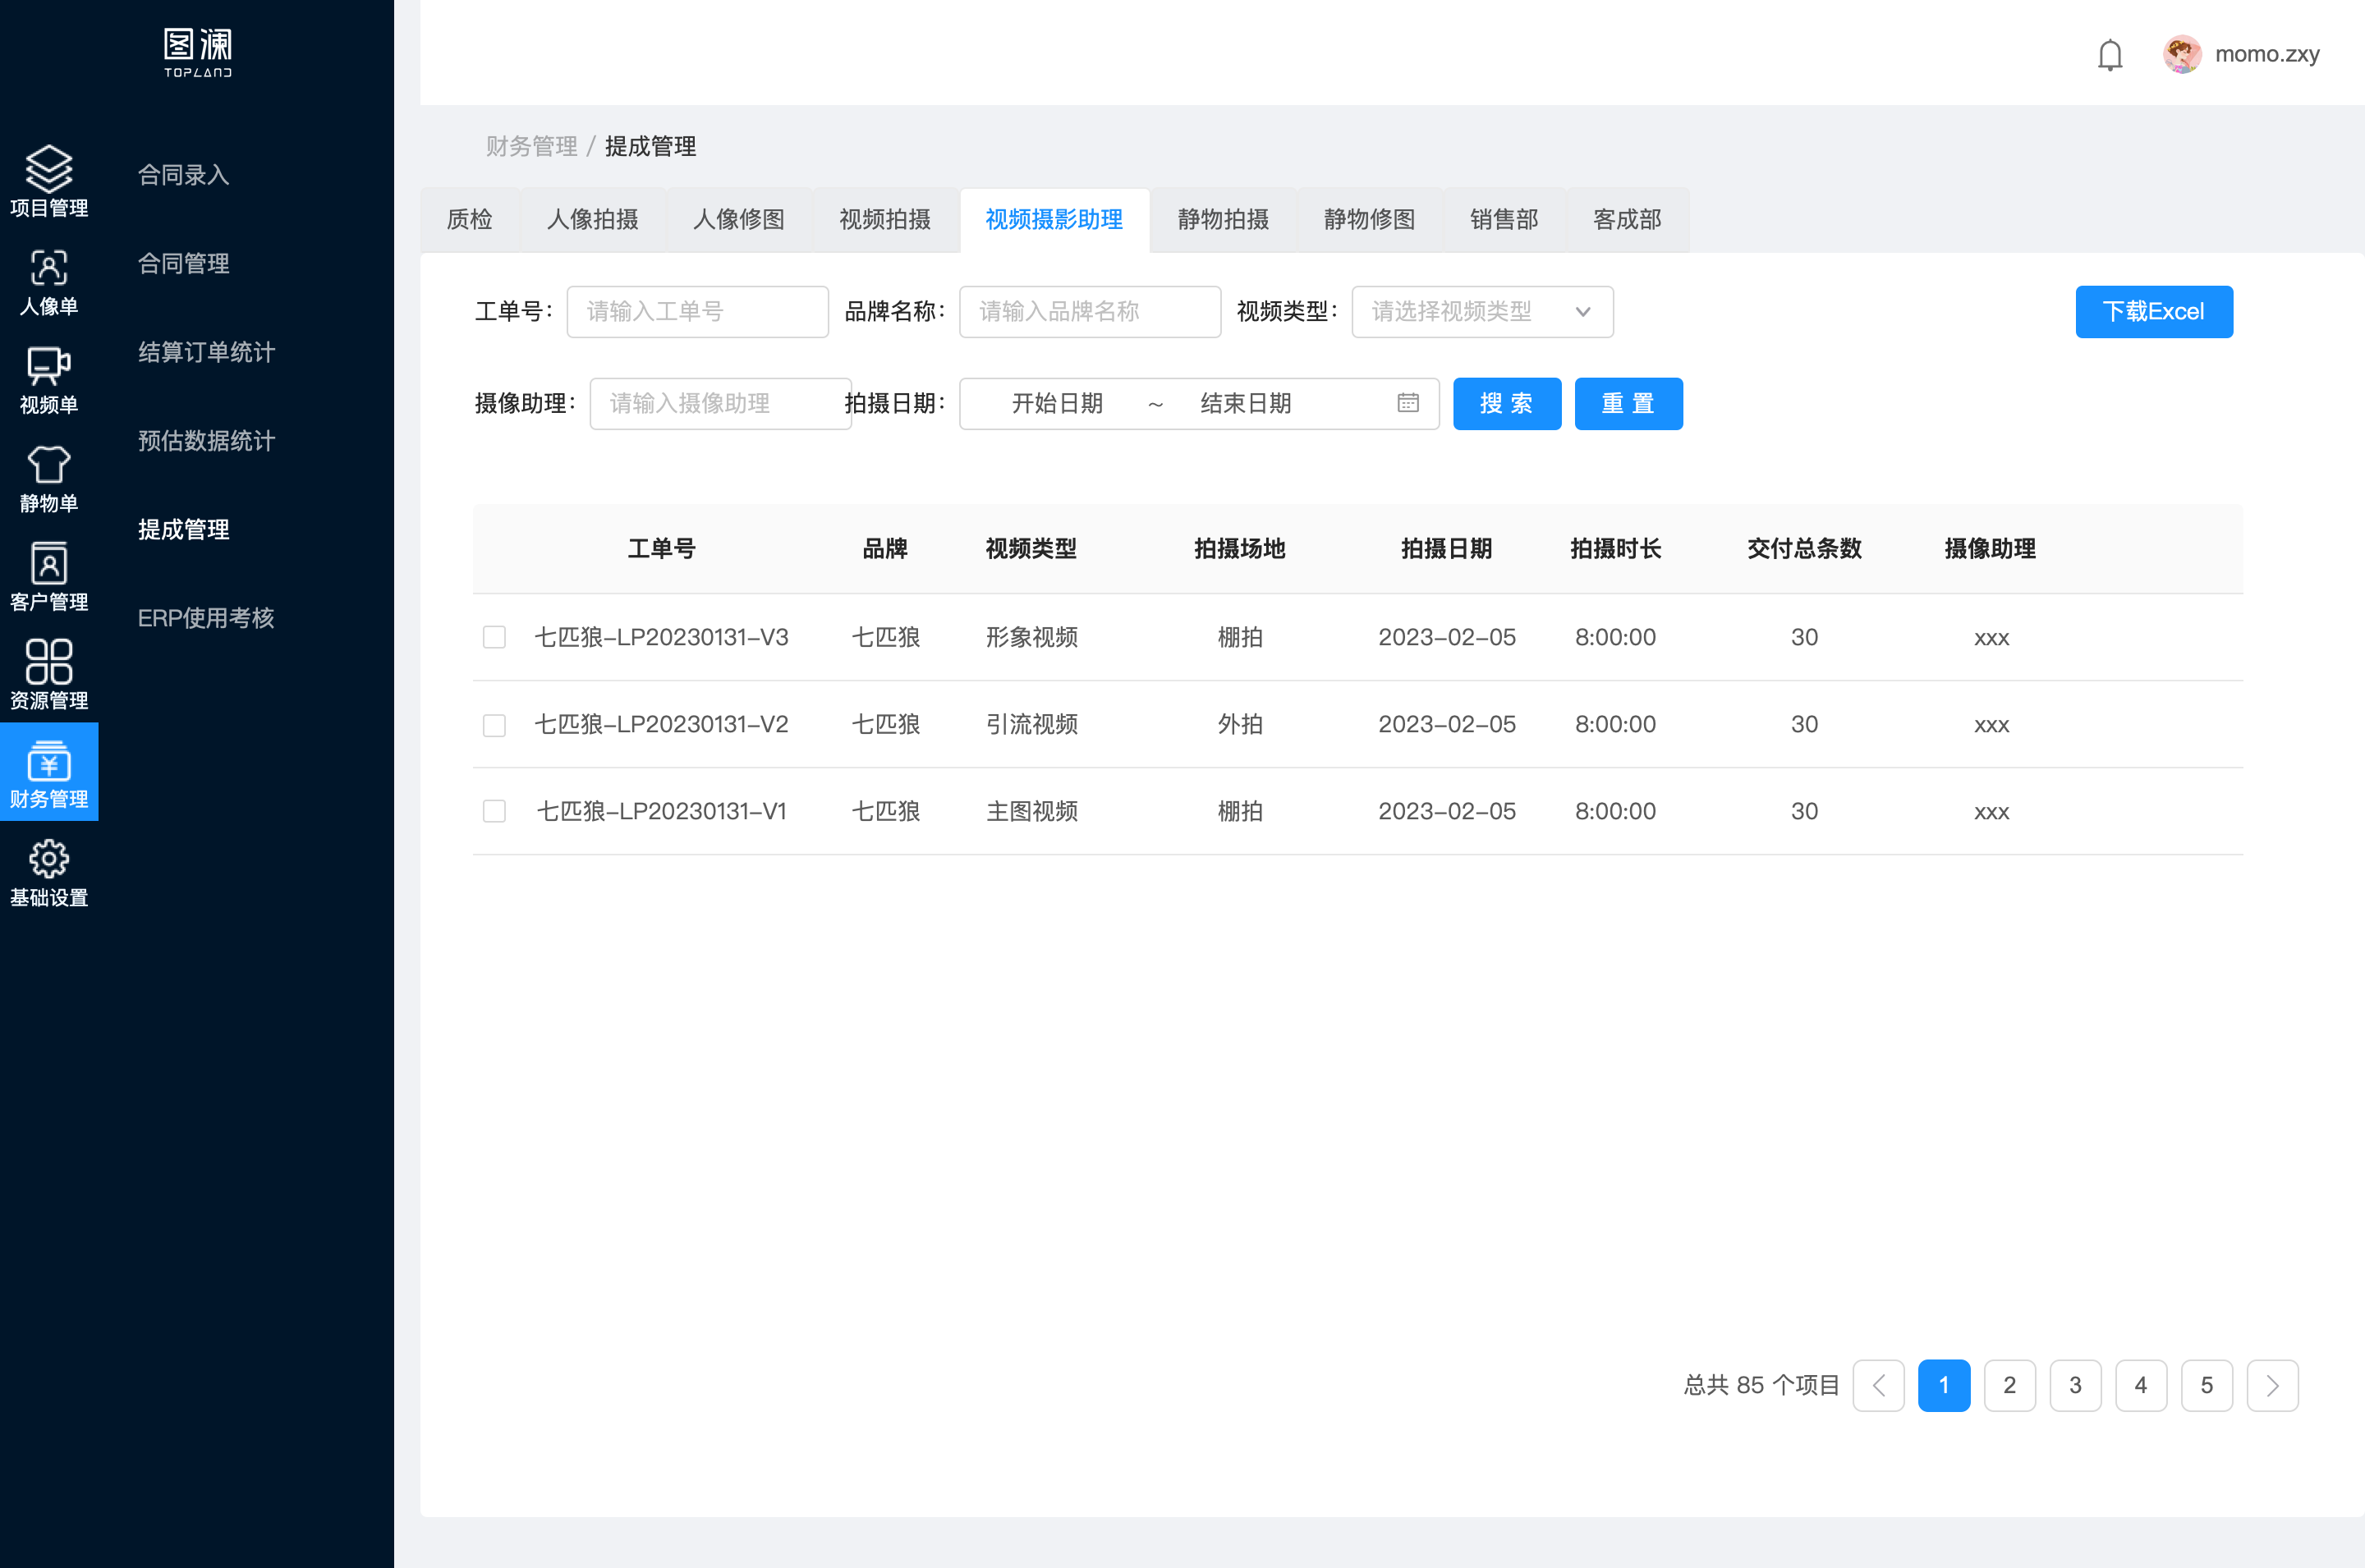 图澜
TOPLAND
momo.zxy
项目管理
人像单
视频单
静物单
客户管理
资源管理
财务管理
基础设置
合同录入
合同管理
结算订单统计
预估数据统计
提成管理
ERP使用考核
财务管理 / 提成管理
质检 人像拍摄 人像修图 视频拍摄 视频摄影助理 静物拍摄 静物修图 销售部 客成部
工单号： 请输入工单号 品牌名称： 请输入品牌名称 视频类型： 请选择视频类型 下载Excel
摄像助理： 请输入摄像助理 拍摄日期： 开始日期 ~ 结束日期 搜 索 重 置
工单号 品牌 视频类型 拍摄场地 拍摄日期 拍摄时长 交付总条数 摄像助理
七匹狼-LP20230131-V3 七匹狼 形象视频 棚拍 2023-02-05 8:00:00 30 xxx
七匹狼-LP20230131-V2 七匹狼 引流视频 外拍 2023-02-05 8:00:00 30 xxx
七匹狼-LP20230131-V1 七匹狼 主图视频 棚拍 2023-02-05 8:00:00 30 xxx
总共 85 个项目 1 2 3 4 5